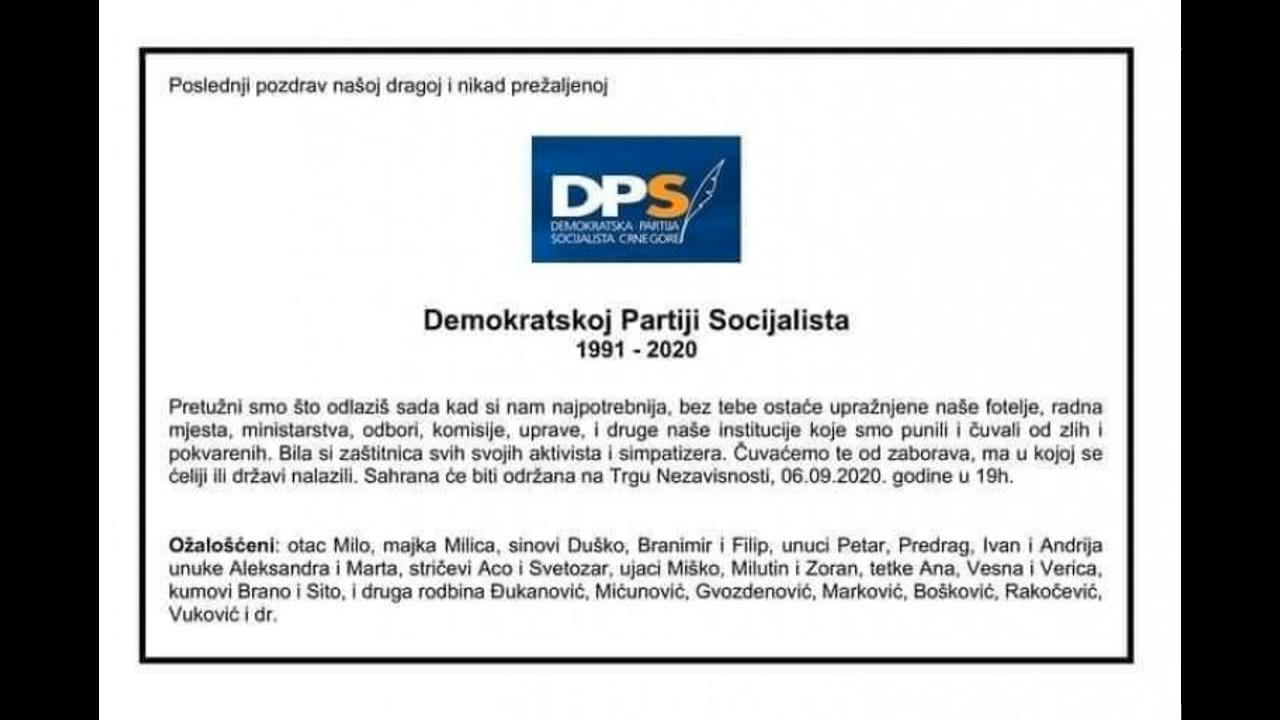 Poslednji pozdrav našoj dragoj i nikad prežaljenoj
DPS
DEMOKRATSKA PARTIJA
SOCIJALISTA CRNE GORE
Demokratskoj Partiji Socijalista
1991 - 2020
Pretužni smo što odlaziš sada kad si nam najpotrebnija, bez tebe ostaće upražnjene naše fotelje, radna
mjesta, ministarstva, odbori, komisije, uprave, i druge naše institucije koje smo punili i čuvali od zlih i
pokvarenih. Bila si zaštitnica svih svojih aktivista i simpatizera. Čuvaćemo te od zaborava, ma u kojoj se
ćeliji ili državi nalazili. Sahrana će biti održana na Trgu Nezavisnosti, 06.09.2020. godine u 19h.
Ožalošćeni: otac Milo, majka Milica, sinovi Duško, Branimir i Filip, unuci Petar, Predrag, Ivan i Andrija
unuke Aleksandra i Marta, stričevi Aco i Svetozar, ujaci Miško, Milutin i Zoran, tetke Ana, Vesna i Verica,
kumovi Brano i Sito, i druga rodbina Đukanović, Mićunović, Gvozdenović, Marković, Bošković, Rakočević,
Vuković i dr.